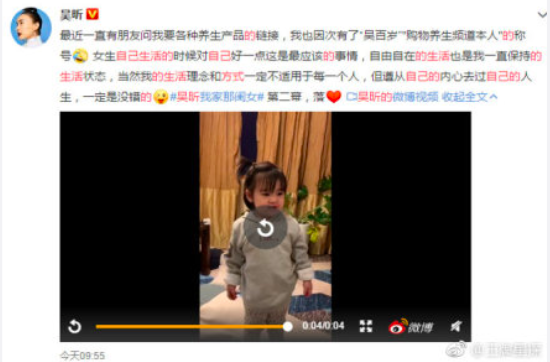 吴昕
最近一直有朋友问我要各种养生产品的链接，我也因次有了“吴百岁”“购物养生频道本人”的称
号 女生自己生活的时候对自己好一点这是最应该的事情，自由自在的生活也是我一直保持的
生活状态，当然我的生活理念和方式一定不适用于每一个人，但遵从自己的内心去过自己的人
生，一定是没错的#吴昕我家那闺女# 第二幕，落 吴昕的微博视频 收起全文
0:04/0:04
微博
今天09:55